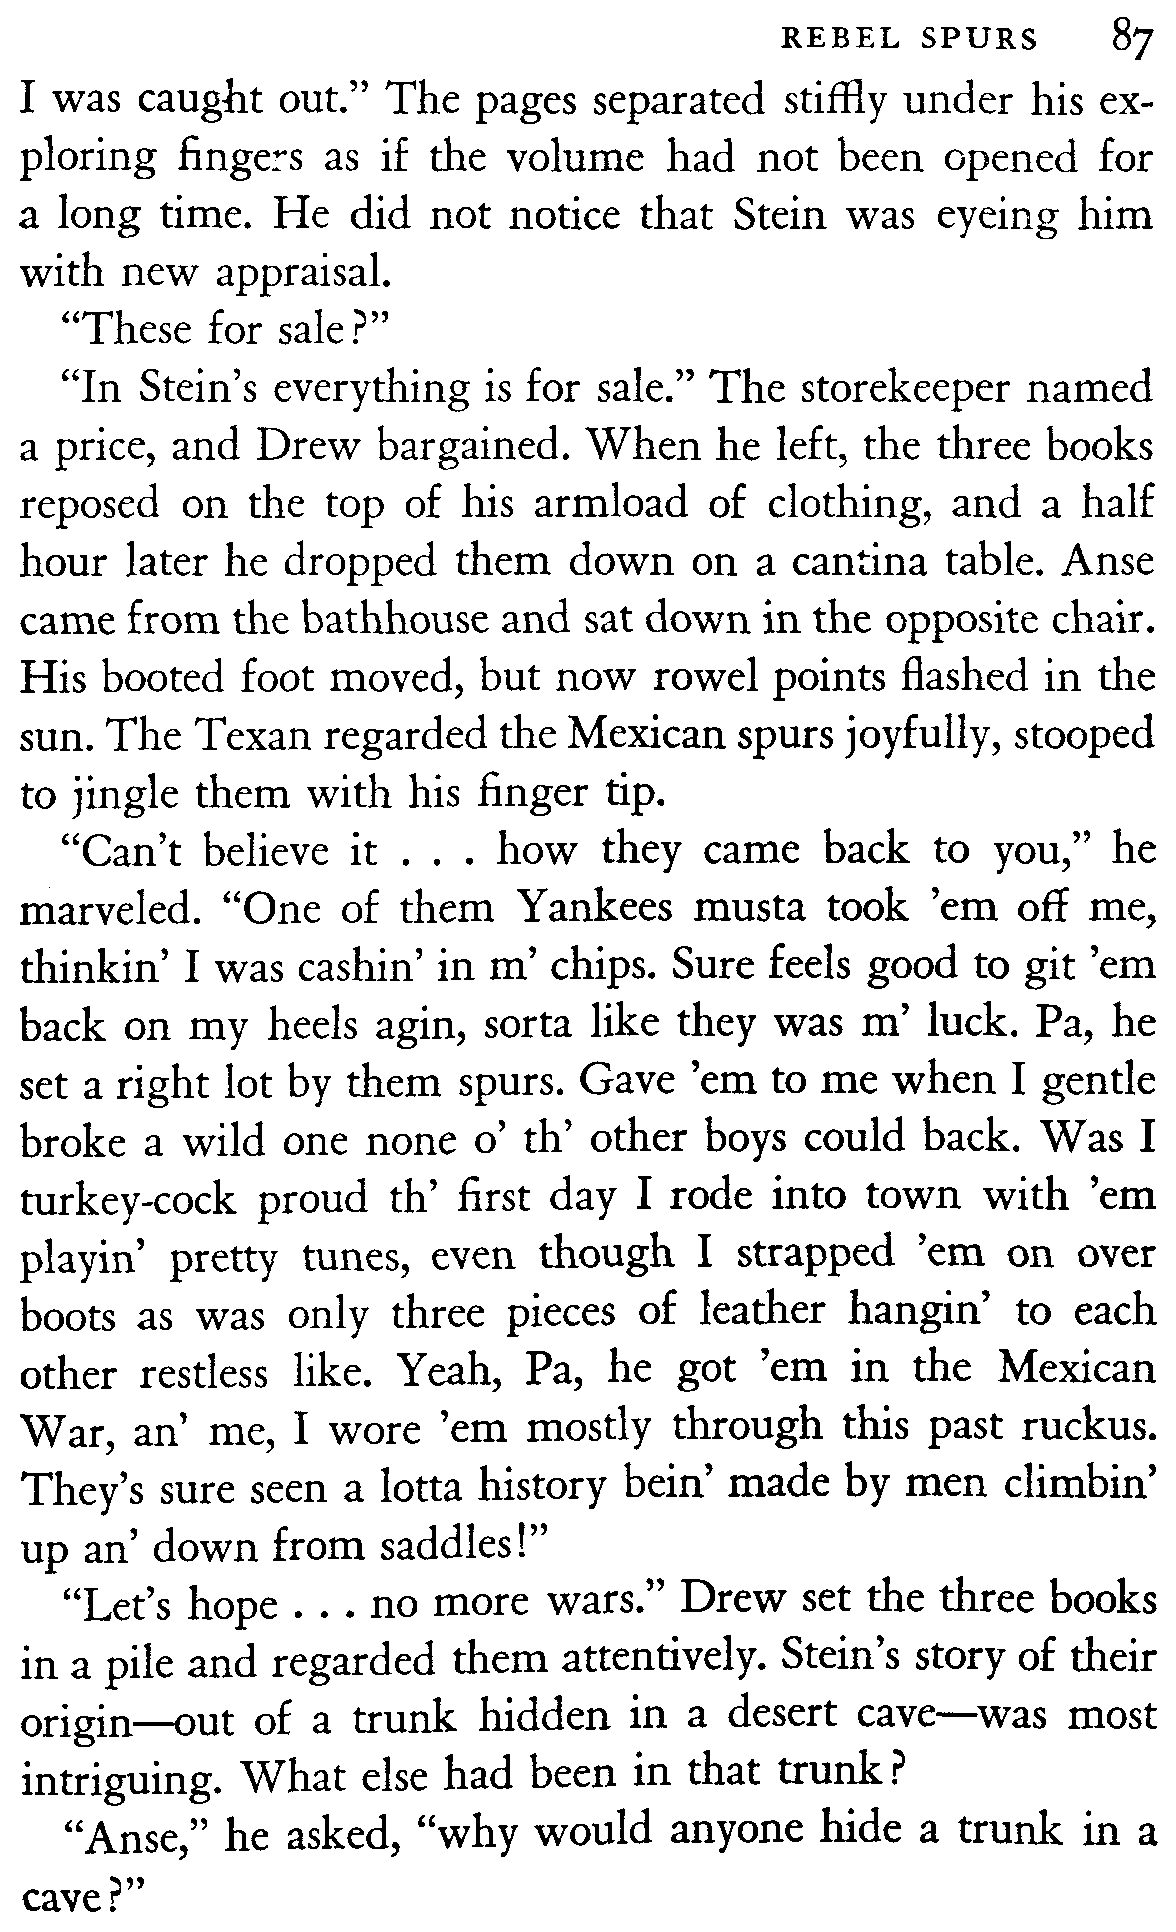 REBEL SPURS 87
I was caught out.” The pages separated stiffly under his ex-
ploring fingers as if the volume had not been opened for
a long time. He did not notice that Stein was eyeing him
with new appraisal.
“These for sale?”
“In Stein’s everything is for sale.” The storekeeper named
a price, and Drew bargained. When he left, the three books
reposed on the top of his armload of clothing, and a half
hour later he dropped them down on a cantina table. Anse
came from the bathhouse and sat down in the opposite chair.
His booted foot moved, but now rowel points flashed in the
sun. The Texan regarded the Mexican spurs joyfully, stooped
to jingle them with his finger tip.
“Can’t believe it . . . how they came back to you,” he
marveled. “One of them Yankees musta took ’em off me,
thinkin’ I was cashin’ in m’ chips. Sure feels good to git ’em
back on my heels agin, sorta like they was m’ luck. Pa, he
set a right lot by them spurs. Gave ’em to me when I gentle
broke a wild one none o’ th’ other boys could back. Was I
turkey-cock proud th’ first day I rode into town with ’em
playin’ pretty tunes, even though I strapped ’em on over
boots as was only three pieces of leather hangin’ to each
other restless like. Yeah, Pa, he got ’em in the Mexican
War, an’ me, I wore ’em mostly through this past ruckus.
They’s sure seen a lotta history bein’ made by men climbin’
up an’ down from saddles!”
“Let’s hope . . . no more wars.” Drew set the three books
in a pile and regarded them attentively. Stein’s story of their
origin—out of a trunk hidden in a desert cave—was most
intriguing. What else had been in that trunk?
“Anse,” he asked, “why would anyone hide a trunk in a
cave?”